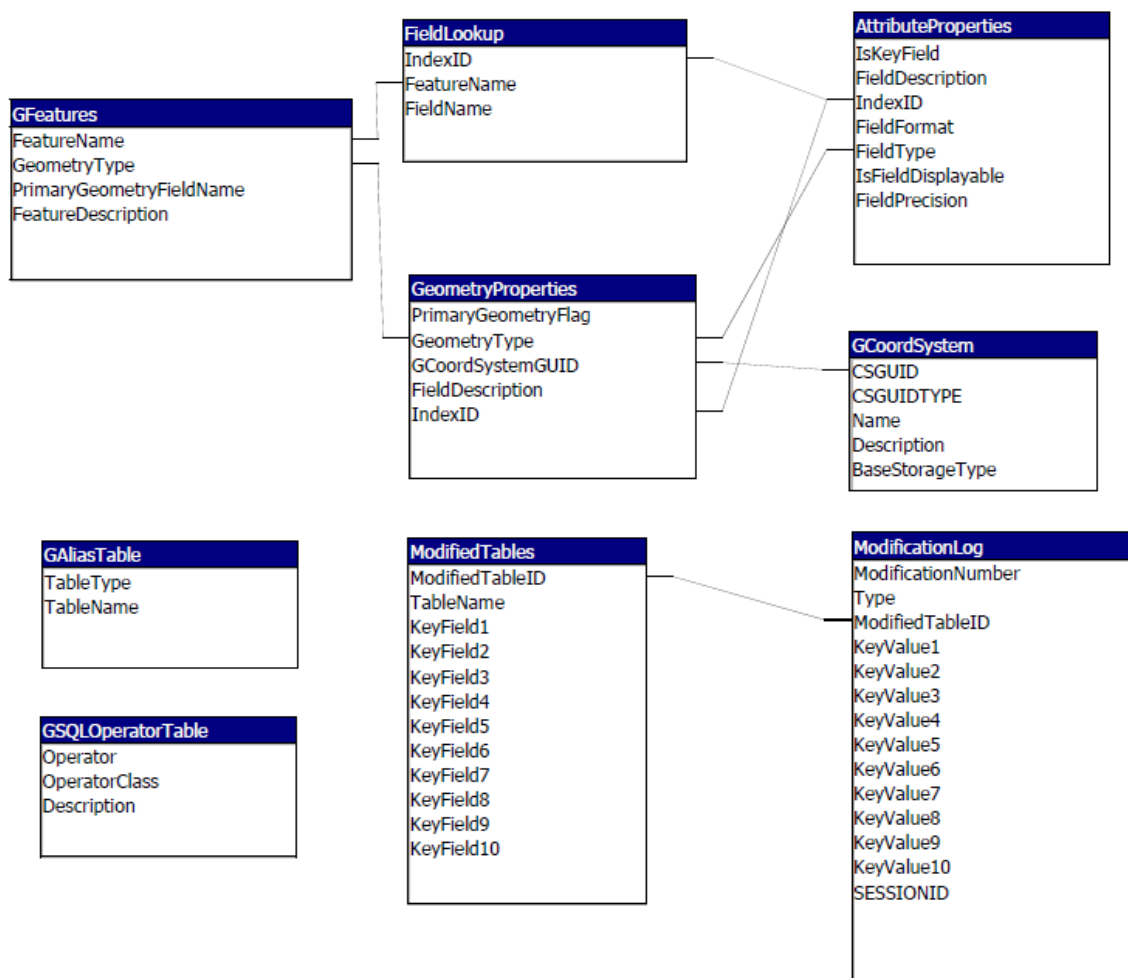 GFeatures
FeatureName
GeometryType
PrimaryGeometryFieldName
FeatureDescription
FieldLookup
IndexID
FeatureName
FieldName
AttributeProperties
IsKeyField
FieldDescription
IndexID
FieldFormat
FieldType
IsFieldDisplayable
FieldPrecision
GeometryProperties
PrimaryGeometryFlag
GeometryType
GCoordSystemGUID
FieldDescription
IndexID
GCoordSystem
CSGUID
CSGUIDTYPE
Name
Description
BaseStorageType
GAliasTable
TableType
TableName
GSQLOperatorTable
Operator
OperatorClass
Description
ModifiedTables
ModifiedTableID
TableName
KeyField1
KeyField2
KeyField3
KeyField4
KeyField5
KeyField6
KeyField7
KeyField8
KeyField9
KeyField10
ModificationLog
ModificationNumber
Type
ModifiedTableID
KeyValue1
KeyValue2
KeyValue3
KeyValue4
KeyValue5
KeyValue6
KeyValue7
KeyValue8
KeyValue9
KeyValue10
SESSIONID